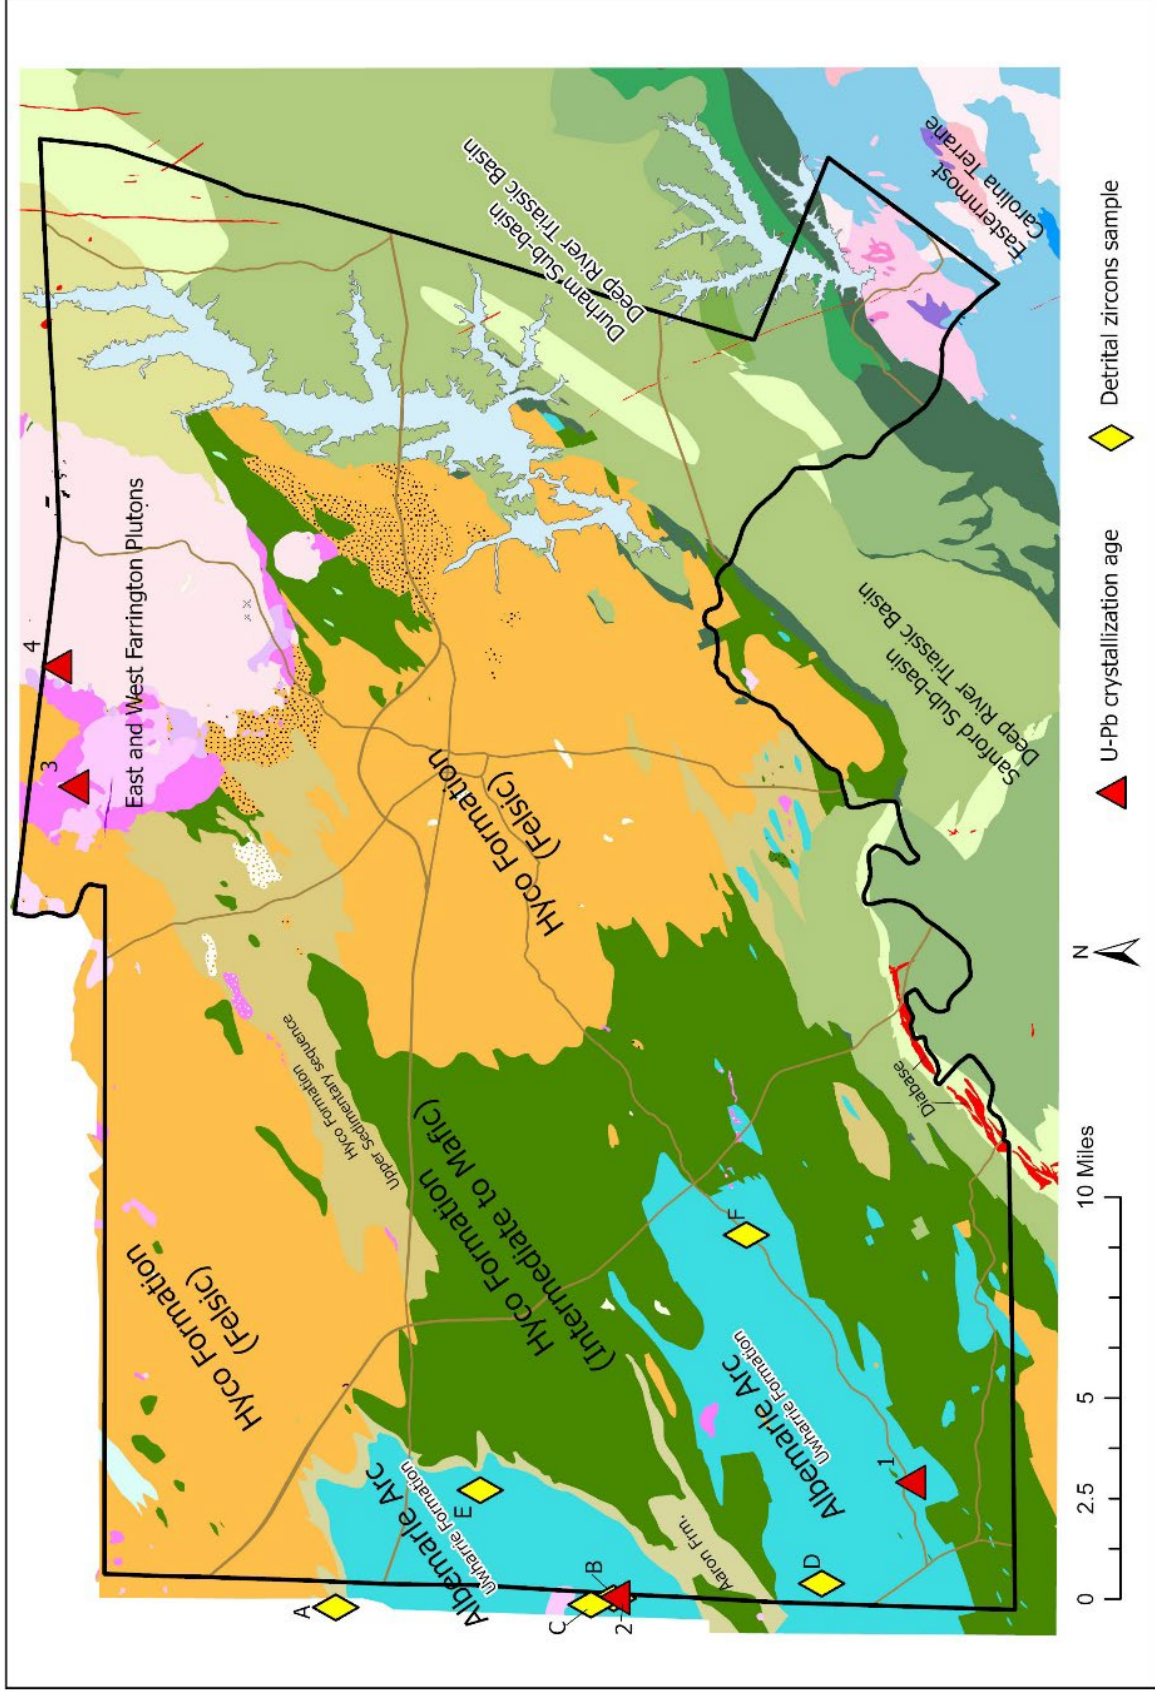 4
3
East and West Farrington Plutons
Hyco Formation
(Felsic)
Hyco Formation
Upper Sedimentary sequence
Hyco Formation
(Felsic)
Hyco Formation
(Intermediate to Mafic)
Durham Sub-basin
Deep River Triassic Basin
Easternmost
Carolina Terrane
Sanford Sub-basin
Deep River Triassic Basin
Diabase
A
Albemarle Arc
Uwharrie Formation
E
B
C
2
Aaron Frm.
F
Albemarle Arc
Uwharrie Formation
D
1
0
2.5
5
10 Miles
N
U-Pb crystallization age
Detrital zircons sample